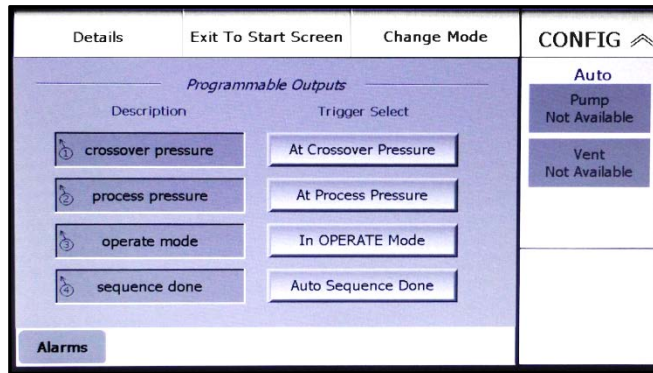 Details Exit To Start Screen Change Mode CONFIG
Programmable Outputs
Description Trigger Select
1 crossover pressure At Crossover Pressure
2 process pressure At Process Pressure
3 operate mode In OPERATE Mode
4 sequence done Auto Sequence Done
Alarms
Auto
Pump
Not Available
Vent
Not Available